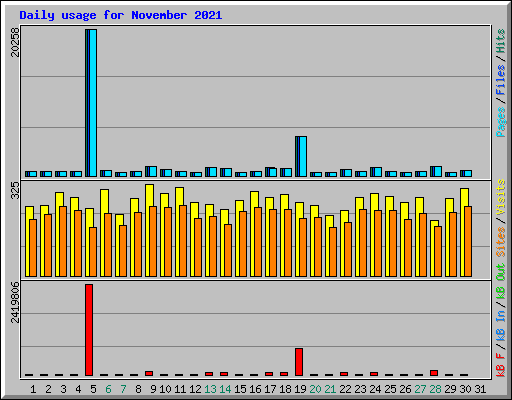 Daily usage for November 2021
20258
325
2419806
Pages / Files / Hits
Sites / Visits
kB F / kB In / kB Out
1 2 3 4 5 6 7 8 9 10 11 12 13 14 15 16 17 18 19 20 21 22 23 24 25 26 27 28 29 30 31